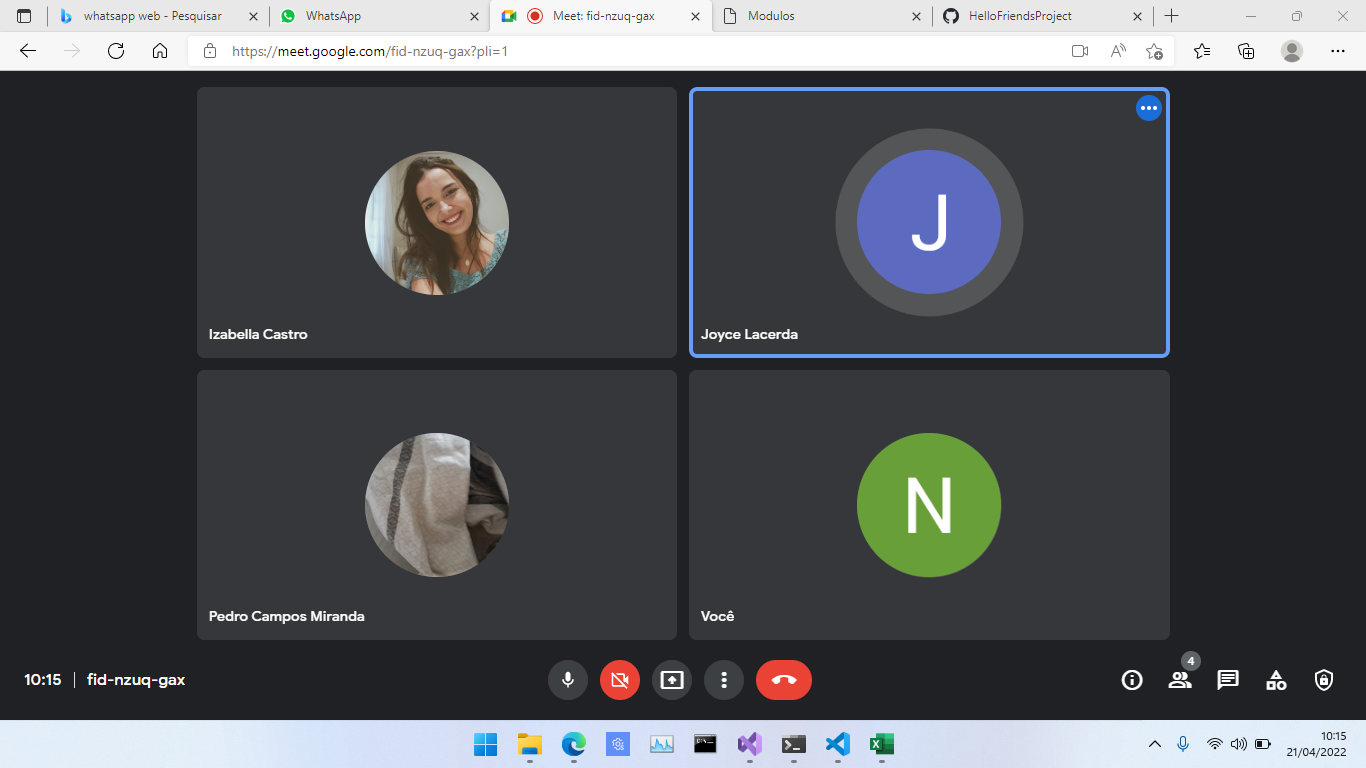 whatsapp web - Pesquisar
WhatsApp
Meet: fid-nzuq-gax
Modulos
HelloFriendsProject
https://meet.google.com/fid-nzuq-gax?pli=1
J
Izabella Castro
Joyce Lacerda
N
Pedro Campos Miranda
Você
10:15
fid-nzuq-gax
4
10:15
21/04/2022